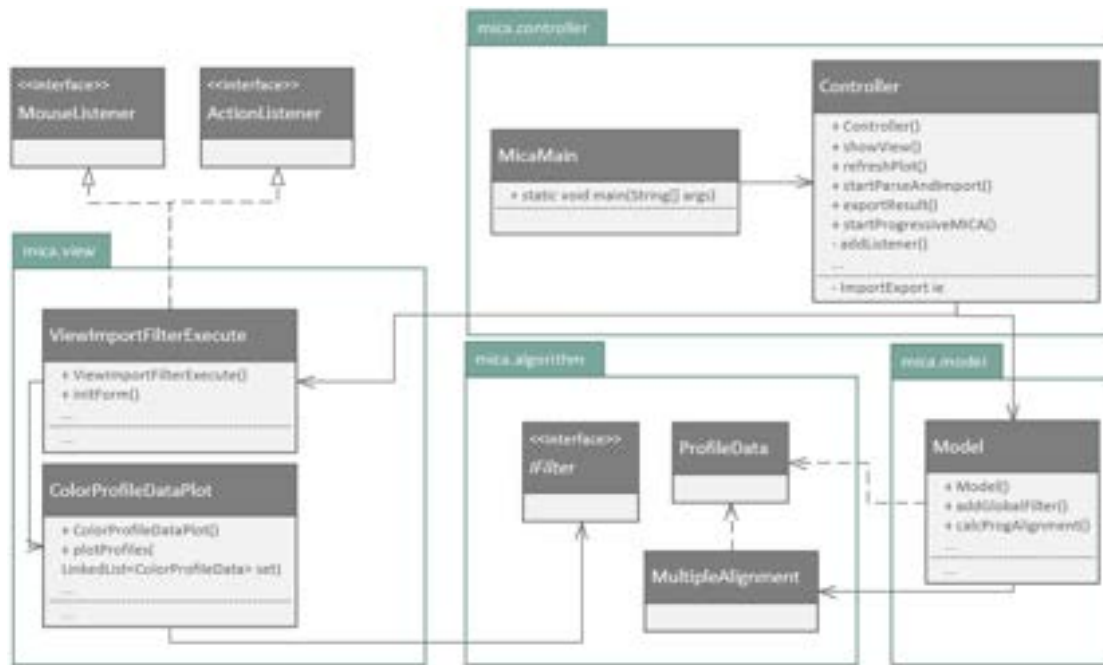 mica.controller
<<interface>>
MouseListener
<<interface>>
ActionListener
Controller
+ Controller()
+ showView()
+ refreshPlot()
+ startParseAndImport()
+ exportResult()
+ startProgressiveMICA()
- addListener()
...
- ImportExport ie
MicaMain
+ static void main(String[] args)
mica.view
ViewImportFilterExecute
+ ViewImportFilterExecute()
+ initForm()
...
...
ColorProfileDataPlot
+ ColorProfileDataPlot()
+ plotProfiles(
LinkedList<ColorProfileData> set)
...
...
mica.algorithm
<<interface>>
IFilter
ProfileData
MultipleAlignment
mica.model
Model
+ Model()
+ addGlobalFilter()
+ calcProgAlignment()
...
...